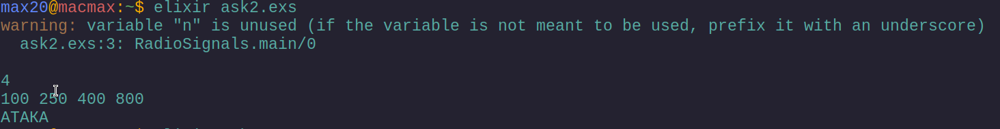 max20@macmax:~$ elixir ask2.exs
warning: variable "n" is unused (if the variable is not meant to be used, prefix it with an underscore)
  ask2.exs:3: RadioSignals.main/0
4
100 250 400 800
ATAKA